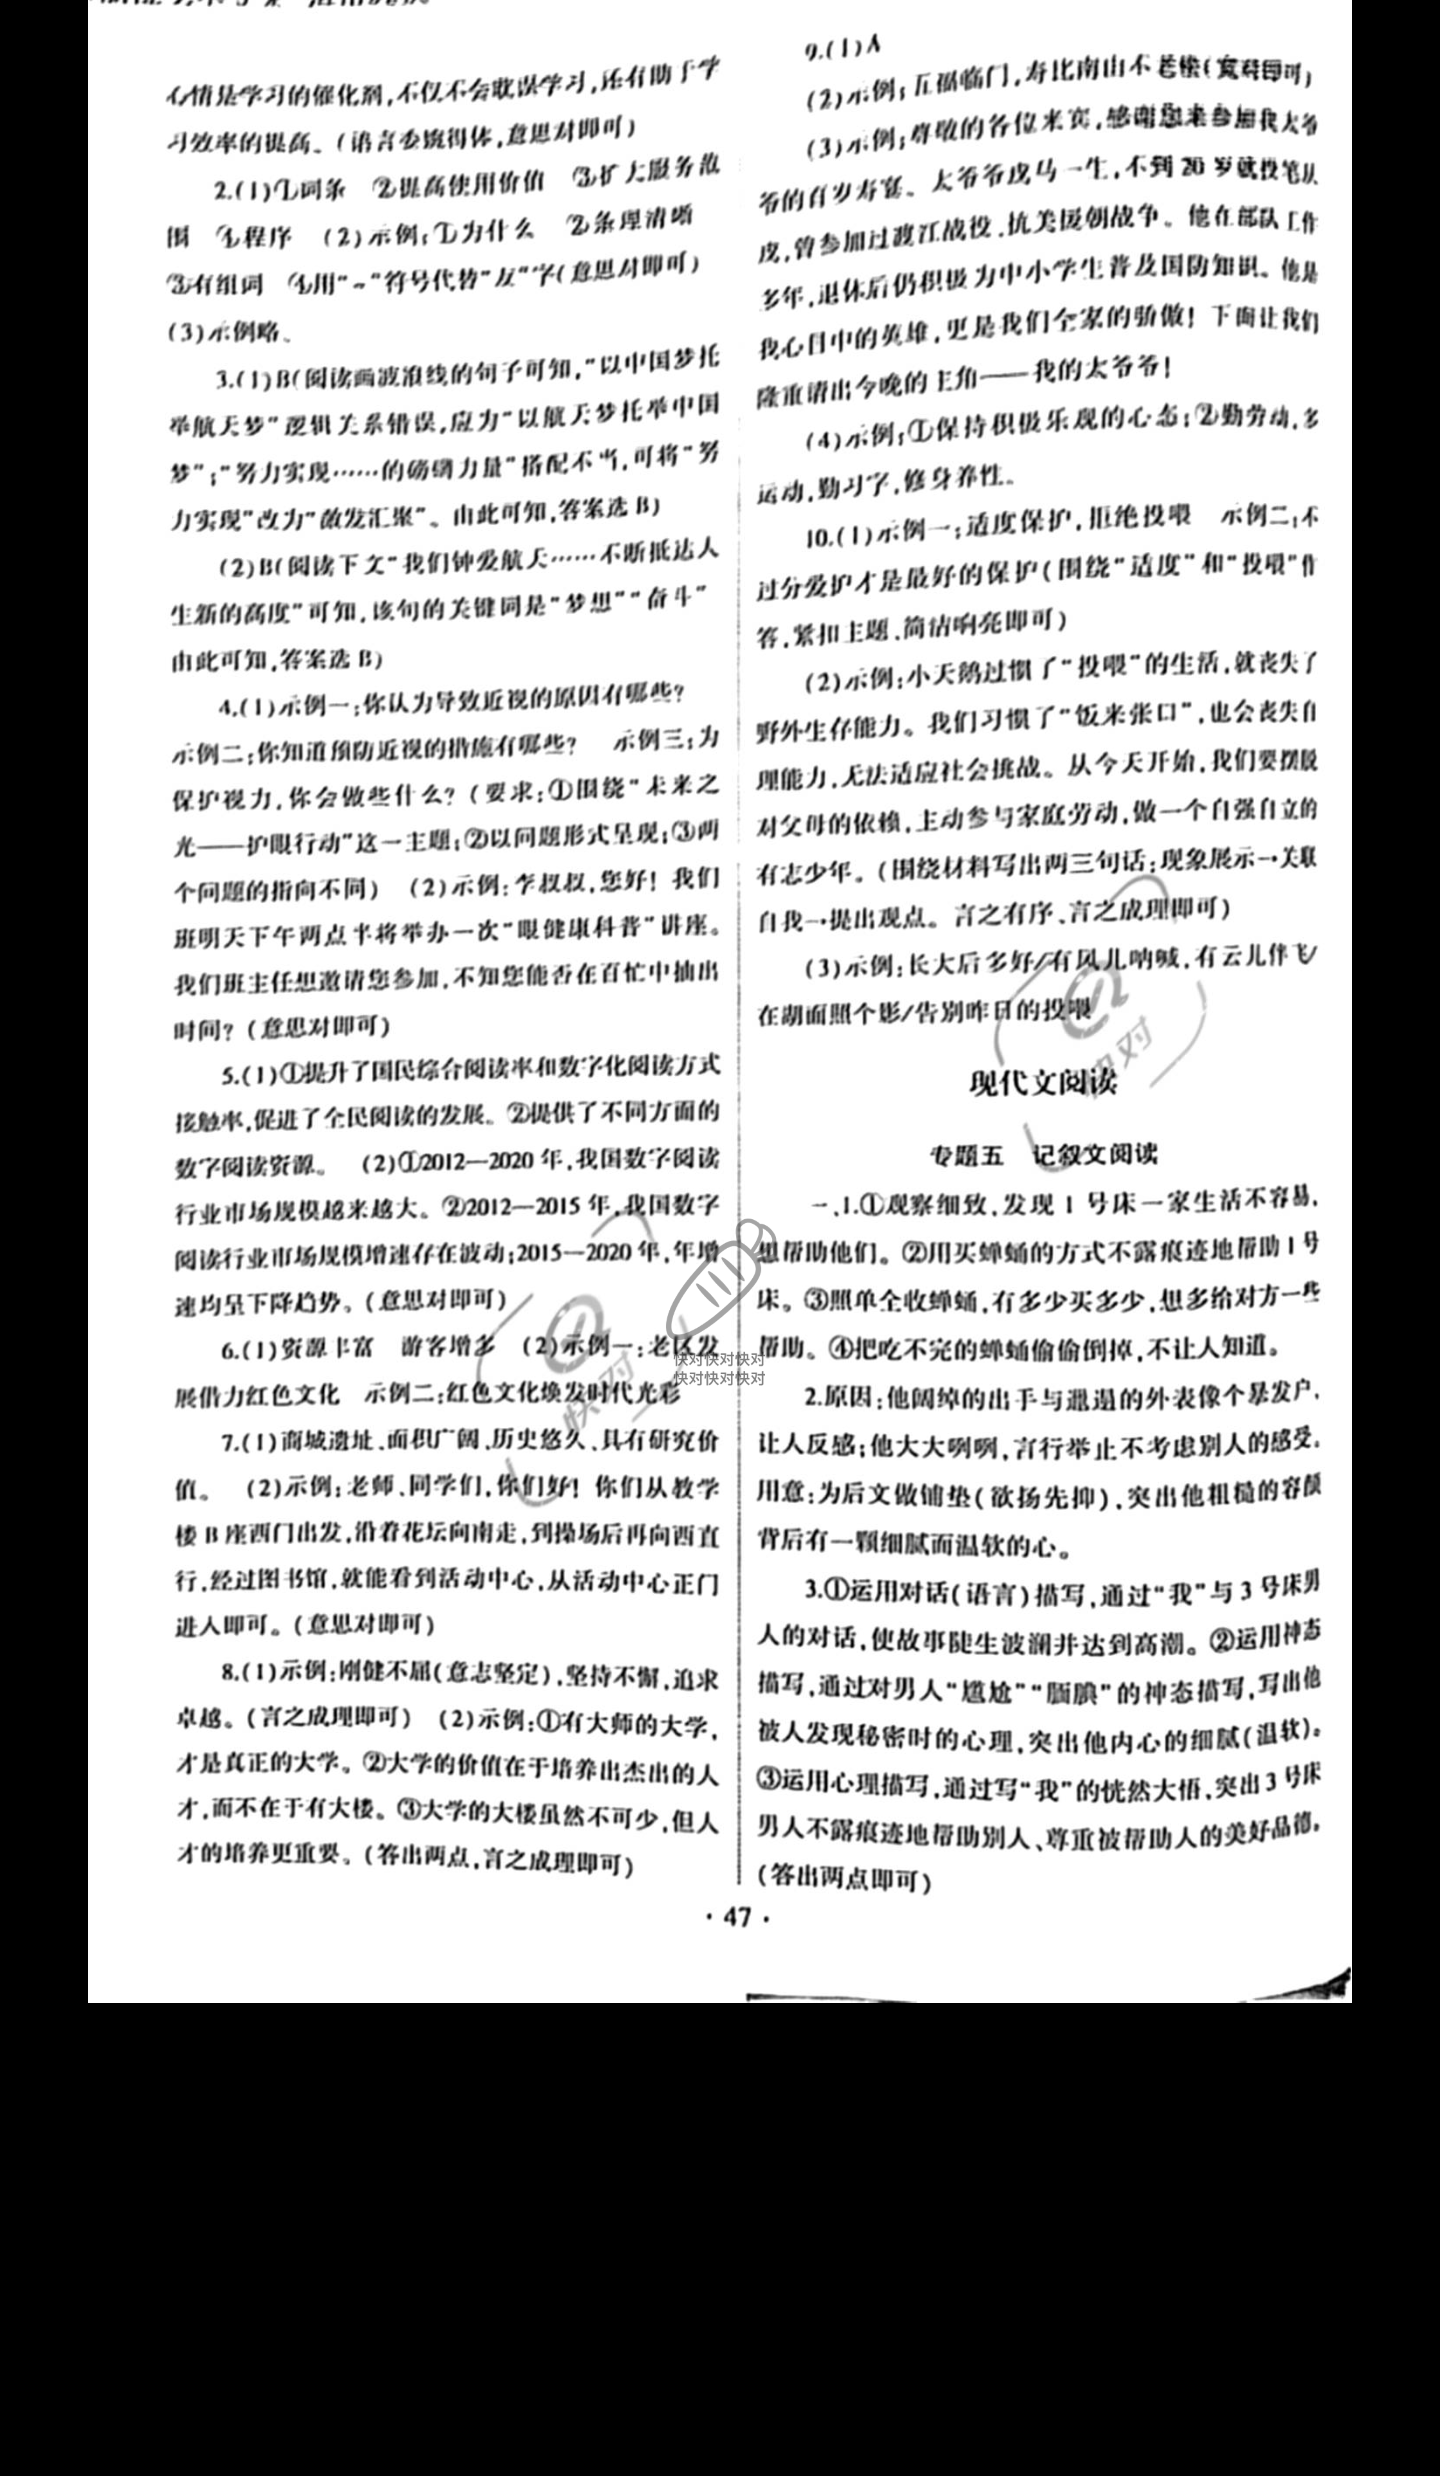 心情是学习的催化剂,不仅不会耽误学习,还有助于学
习效率的提高。(语言委婉得体,意思对即可)
2.(1)①词条 ②提高使用价值 ③扩大服务范
围 ④程序 (2)示例:①为什么 ②条理清晰
③有组词 ④用“~”符号代替“友”字(意思对即可)
(3)示例略。
3.(1)B(阅读画波浪线的句子可知,“以中国梦托
举航天梦”逻辑关系错误,应为“以航天梦托举中国
梦”;“努力实现……的磅礴力量”搭配不当,可将“努
力实现”改为“激发汇聚”。由此可知,答案选 B)
(2)B(阅读下文“我们钟爱航天……不断抵达人
生新的高度”可知,该句的关键词是“梦想”“奋斗”
由此可知,答案选 B)
4.(1)示例一:你认为导致近视的原因有哪些?
示例二:你知道预防近视的措施有哪些? 示例三:为
保护视力,你会做些什么?(要求:①围绕“未来之
光——护眼行动”这一主题;②以问题形式呈现;③两
个问题的指向不同) (2)示例:李叔叔,您好!我们
班明天下午两点半将举办一次“眼健康科普”讲座。
我们班主任想邀请您参加,不知您能否在百忙中抽出
时间?(意思对即可)
5.(1)①提升了国民综合阅读率和数字化阅读方式
接触率,促进了全民阅读的发展。②提供了不同方面的
数字阅读资源。 (2)①2012—2020 年,我国数字阅读
行业市场规模越来越大。②2012—2015 年,我国数字
阅读行业市场规模增速存在波动;2015—2020 年,年增
速均呈下降趋势。(意思对即可)
6.(1)资源丰富 游客增多 (2)示例一:老区发
展借力红色文化 示例二:红色文化焕发时代光彩
7.(1)商城遗址、面积广阔、历史悠久、具有研究价
值。 (2)示例:老师、同学们,你们好!你们从教学
楼 B 座西门出发,沿着花坛向南走,到操场后再向西直
行,经过图书馆,就能看到活动中心,从活动中心正门
进入即可。(意思对即可)
8.(1)示例:刚健不屈(意志坚定),坚持不懈,追求
卓越。(言之成理即可) (2)示例:①有大师的大学,
才是真正的大学。②大学的价值在于培养出杰出的人
才,而不在于有大楼。③大学的大楼虽然不可少,但人
才的培养更重要。(答出两点,言之成理即可)
9.(1)A
(2)示例:五福临门,寿比南山不老松(宽对即可)
(3)示例:尊敬的各位来宾,感谢您来参加我太爷
爷的百岁寿宴。太爷爷戎马一生,不到 20 岁就投笔从
戎,曾参加过渡江战役、抗美援朝战争。他在部队工作
多年,退休后仍积极为中小学生普及国防知识。他是
我心目中的英雄,更是我们全家的骄傲!下面让我们
隆重请出今晚的主角——我的太爷爷!
(4)示例:①保持积极乐观的心态;②勤劳动,多
运动,勤习字,修身养性。
10.(1)示例一:适度保护,拒绝投喂 示例二:不
过分爱护才是最好的保护(围绕“适度”和“投喂”作
答,紧扣主题、简洁响亮即可)
(2)示例:小天鹅过惯了“投喂”的生活,就丧失了
野外生存能力。我们习惯了“饭来张口”,也会丧失自
理能力,无法适应社会挑战。从今天开始,我们要摆脱
对父母的依赖,主动参与家庭劳动,做一个自强自立的
有志少年。(围绕材料写出两三句话:现象展示→关联
自我→提出观点。言之有序、言之成理即可)
(3)示例:长大后多好/有风儿呐喊,有云儿伴飞/
在湖面照个影/告别昨日的投喂
现代文阅读
专题五 记叙文阅读
一、1.①观察细致,发现 1 号床一家生活不容易,
想帮助他们。②用买蝉蛹的方式不露痕迹地帮助 1 号
床。③照单全收蝉蛹,有多少买多少,想多给对方一些
帮助。④把吃不完的蝉蛹偷偷倒掉,不让人知道。
2.原因:他阔绰的出手与邋遢的外表像个暴发户,
让人反感;他大大咧咧,言行举止不考虑别人的感受。
用意:为后文做铺垫(欲扬先抑),突出他粗糙的容颜
背后有一颗细腻而温软的心。
3.①运用对话(语言)描写,通过“我”与 3 号床男
人的对话,使故事陡生波澜并达到高潮。②运用神态
描写,通过对男人“尴尬”“腼腆”的神态描写,写出他
被人发现秘密时的心理,突出他内心的细腻(温软)。
③运用心理描写,通过写“我”的恍然大悟,突出 3 号床
男人不露痕迹地帮助别人、尊重被帮助人的美好品德。
(答出两点即可)
· 47 ·
快对
快对
快对快对快对
快对快对快对